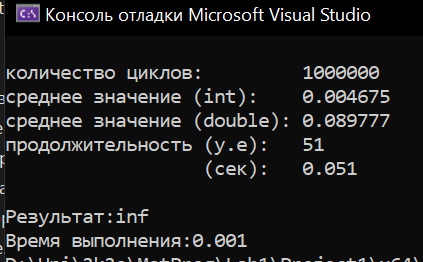 Консоль отладки Microsoft Visual Studio
количество циклов: 1000000
среднее значение (int): 0.004675
среднее значение (double): 0.089777
продолжительность (у.е): 51
(сек): 0.051
Результат:inf
Время выполнения:0.001